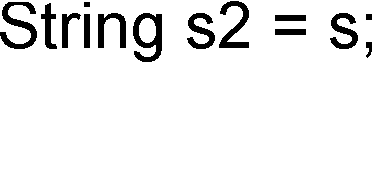 String s2 = s;